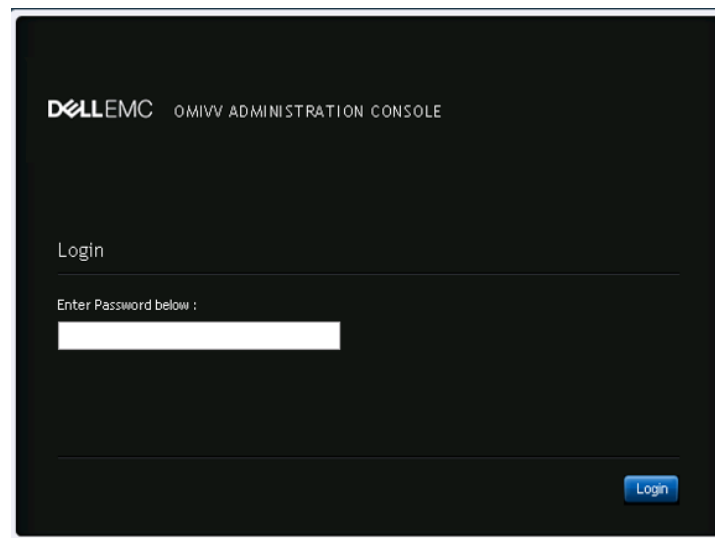 DELLEMC OMIVV ADMINISTRATION CONSOLE
Login
Enter Password below :
Login